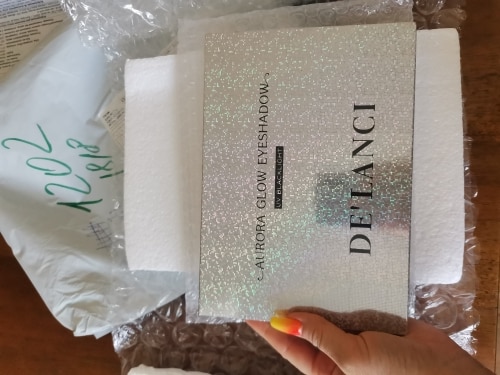 AURORA GLOW EYESHADOW
UV BLACKLIGHT
DE'LANCI
1202
1818